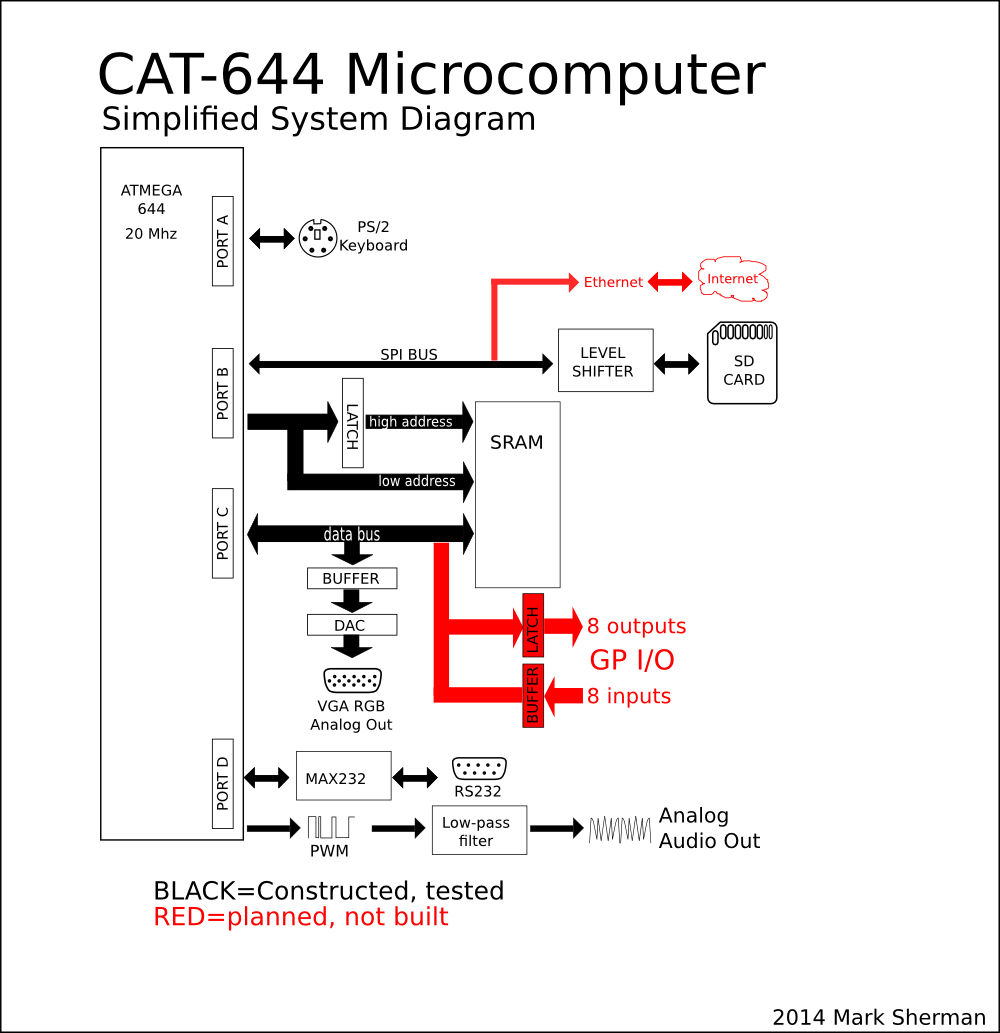 CAT-644 Microcomputer
Simplified System Diagram
ATMEGA
644
20 Mhz
PORT A
PS/2
Keyboard
Ethernet
Internet
SPI BUS
LEVEL
SHIFTER
SD
CARD
PORT B
LATCH
high address
SRAM
low address
PORT C
data bus
BUFFER
DAC
VGA RGB
Analog Out
LATCH
8 outputs
GP I/O
BUFFER
8 inputs
PORT D
MAX232
RS232
PWM
Low-pass
filter
Analog
Audio Out
BLACK=Constructed, tested
RED=planned, not built
2014 Mark Sherman